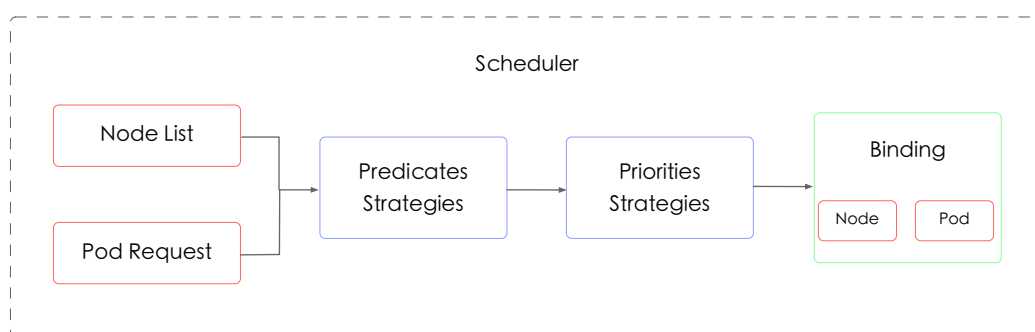 Scheduler
Node List
Pod Request
Predicates
Strategies
Priorities
Strategies
Binding
Node
Pod